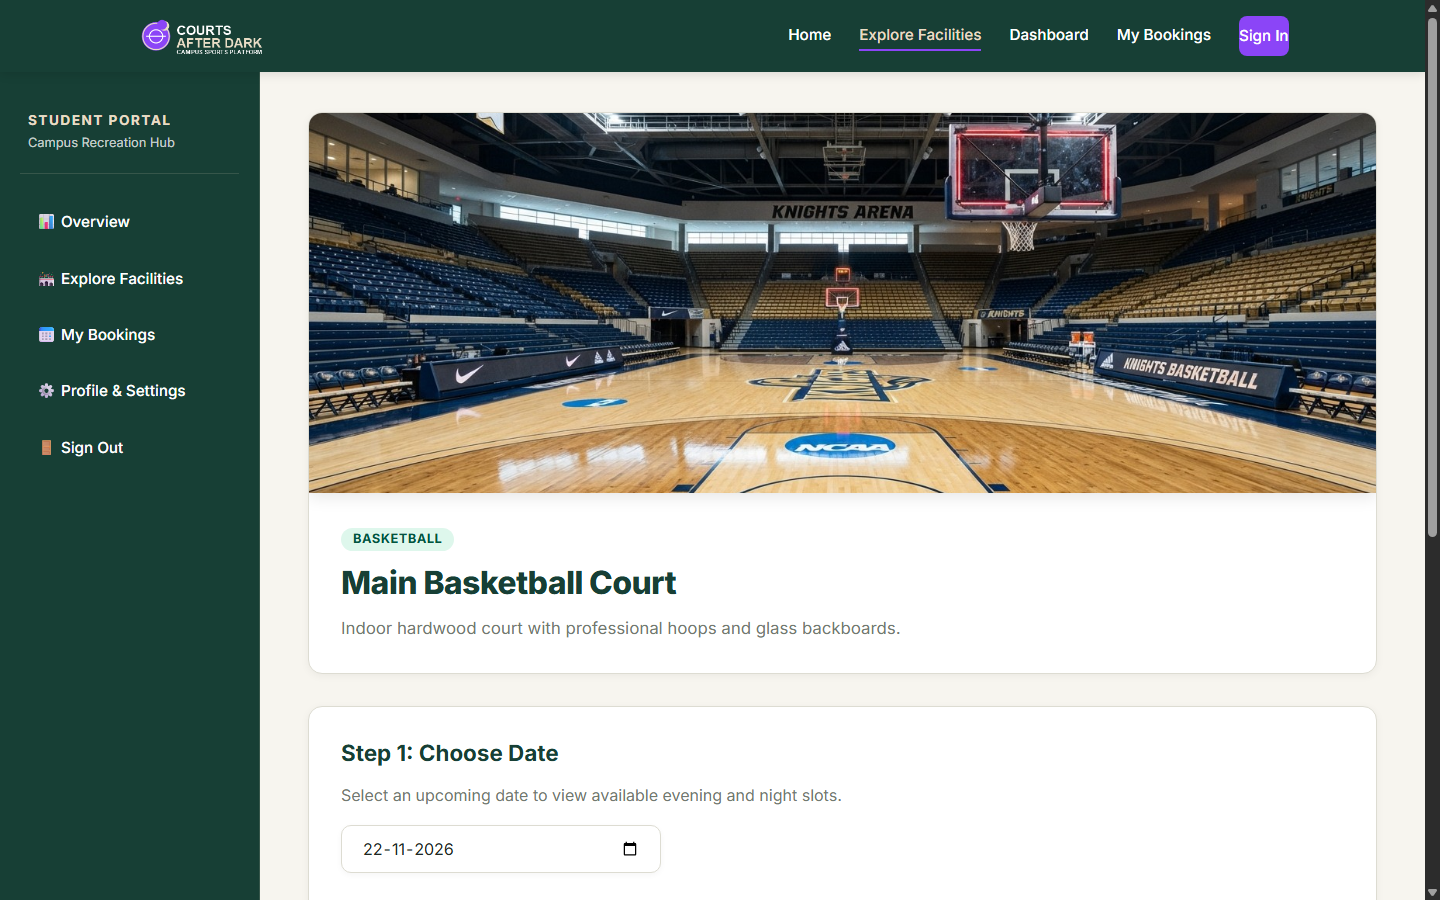 COURTS
AFTER DARK
CAMPUS SPORTS PLATFORM
Home
Explore Facilities
Dashboard
My Bookings
Sign In
STUDENT PORTAL
Campus Recreation Hub
Overview
Explore Facilities
My Bookings
Profile & Settings
Sign Out
KNIGHTS ARENA
KNIGHTS
KNIGHTS
KNIGHTS BASKETBALL
NCAA
BASKETBALL
Main Basketball Court
Indoor hardwood court with professional hoops and glass backboards.
Step 1: Choose Date
Select an upcoming date to view available evening and night slots.
22-11-2026